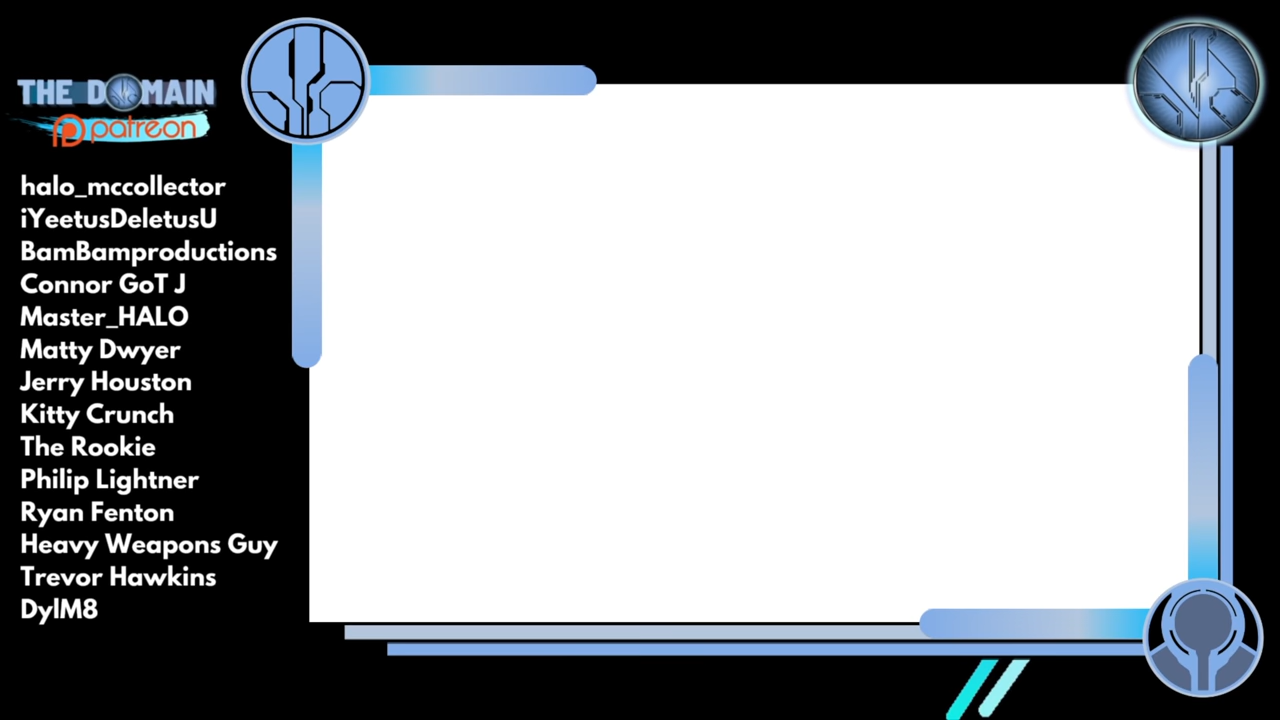 THE DOMAIN
patreon
halo_mccollector
iYeetusDeletusU
BamBamproductions
Connor GoT J
Master_HALO
Matty Dwyer
Jerry Houston
Kitty Crunch
The Rookie
Philip Lightner
Ryan Fenton
Heavy Weapons Guy
Trevor Hawkins
DylM8